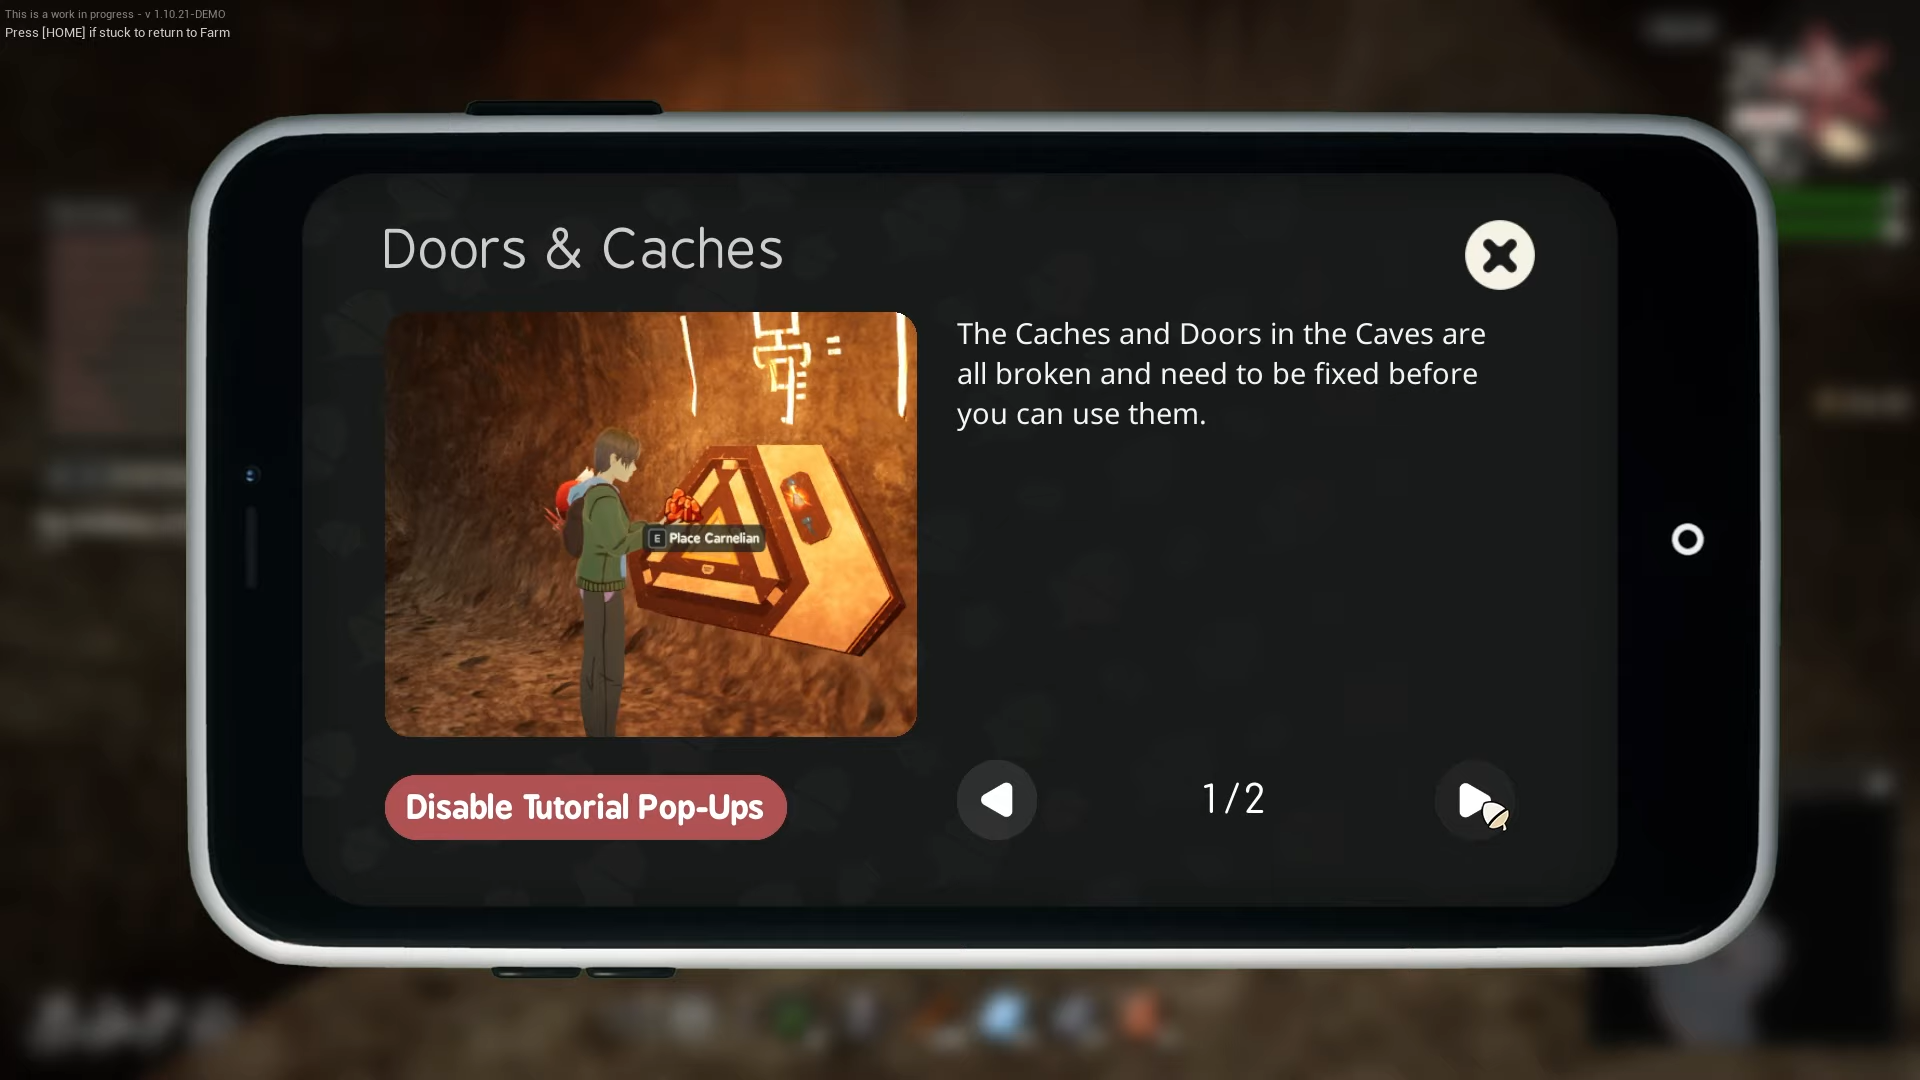 This is a work in progress - v 1.10.21-DEMO
Press [HOME] if stuck to return to Farm
Doors & Caches
The Caches and Doors in the Caves are
all broken and need to be fixed before
you can use them.
E Place Carnelian
Disable Tutorial Pop-Ups
1/2